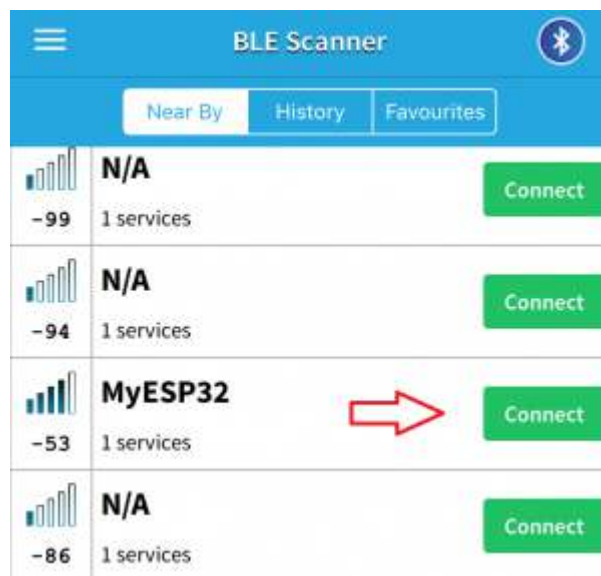 BLE Scanner
Near By History Favourites
N/A
-99 1 services
Connect
N/A
-94 1 services
Connect
MyESP32
-53 1 services
Connect
N/A
-86 1 services
Connect